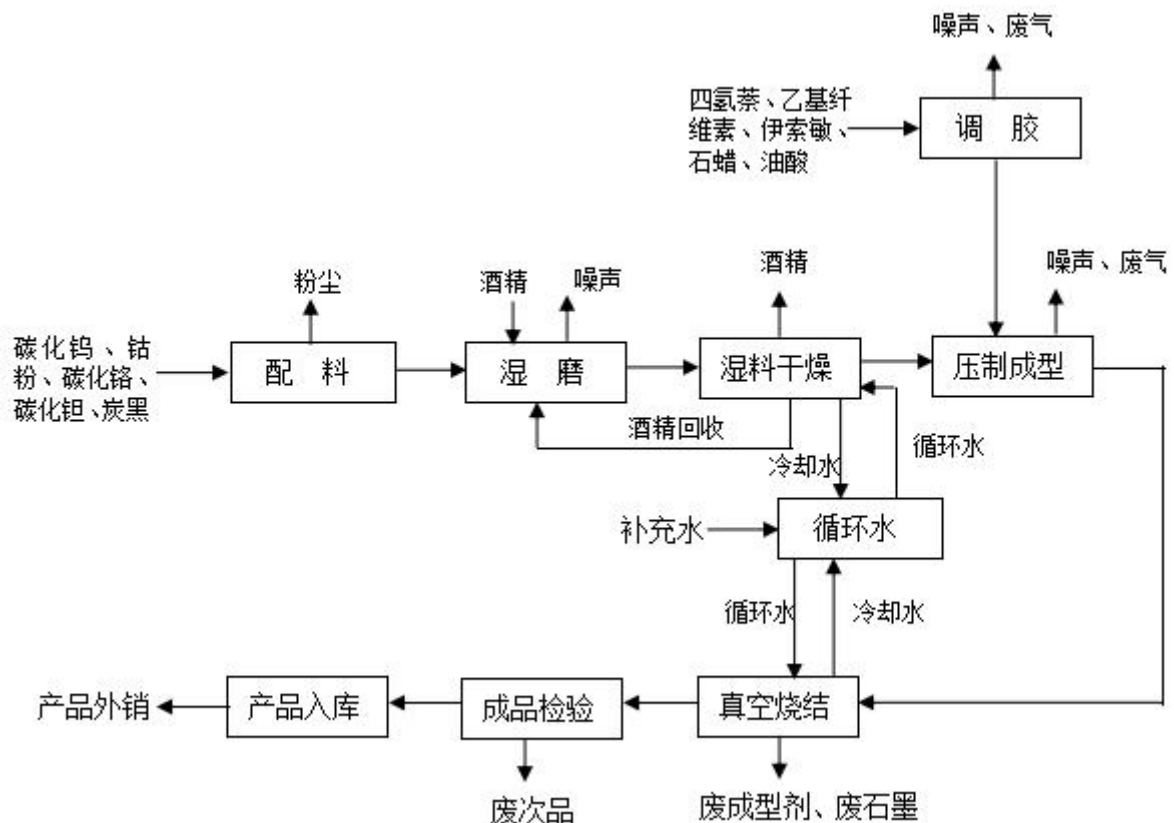 噪声、废气
四氢萘、乙基纤
维素、伊索敏、
石蜡、油酸
调 胶
粉尘
酒精
噪声
酒精
噪声、废气
碳化钨、钴
粉、碳化铬、
碳化钽、炭黑
配 料
湿 磨
湿料干燥
压制成型
酒精回收
冷却水
循环水
补充水
循环水
循环水
冷却水
产品外销
产品入库
成品检验
真空烧结
废次品
废成型剂、废石墨